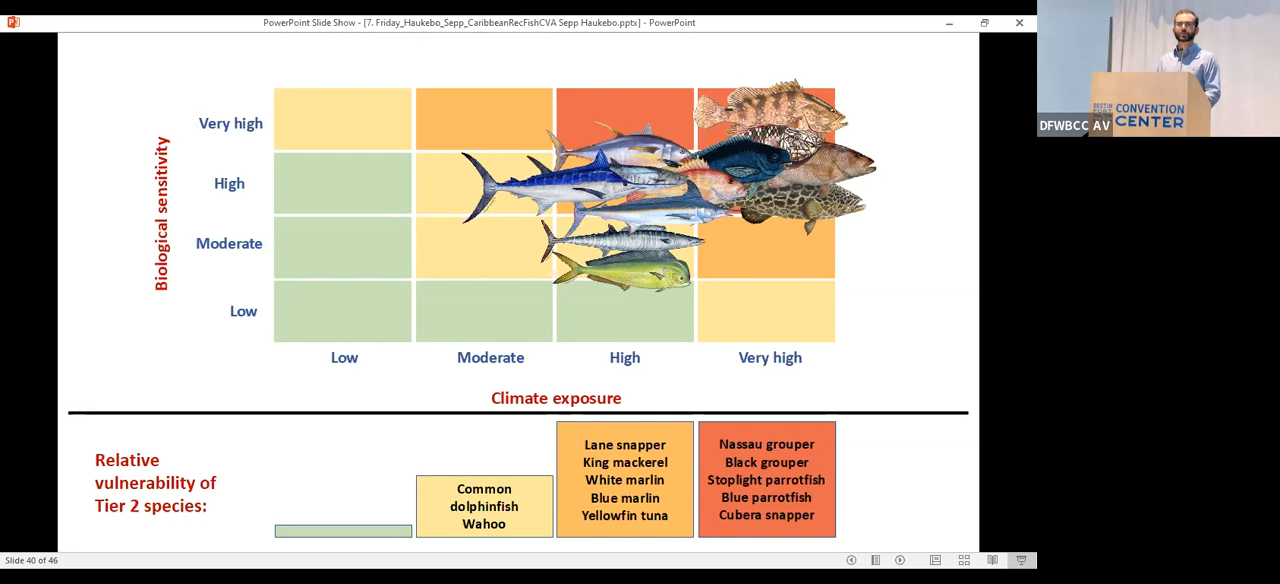 PowerPoint Slide Show - [7. Friday_Haukebo_Sepp_CaribbeanRecFishCVA Sepp Haukebo.pptx] - PowerPoint
Very high
High
Moderate
Low
Biological sensitivity
Low Moderate High Very high
Climate exposure
Relative
vulnerability of
Tier 2 species:
Common
dolphinfish
Wahoo
Lane snapper
King mackerel
White marlin
Blue marlin
Yellowfin tuna
Nassau grouper
Black grouper
Stoplight parrotfish
Blue parrotfish
Cubera snapper
Slide 40 of 46
DESTIN
FORT
WALTON
CONVENTION
CENTER
DFWBCC AV